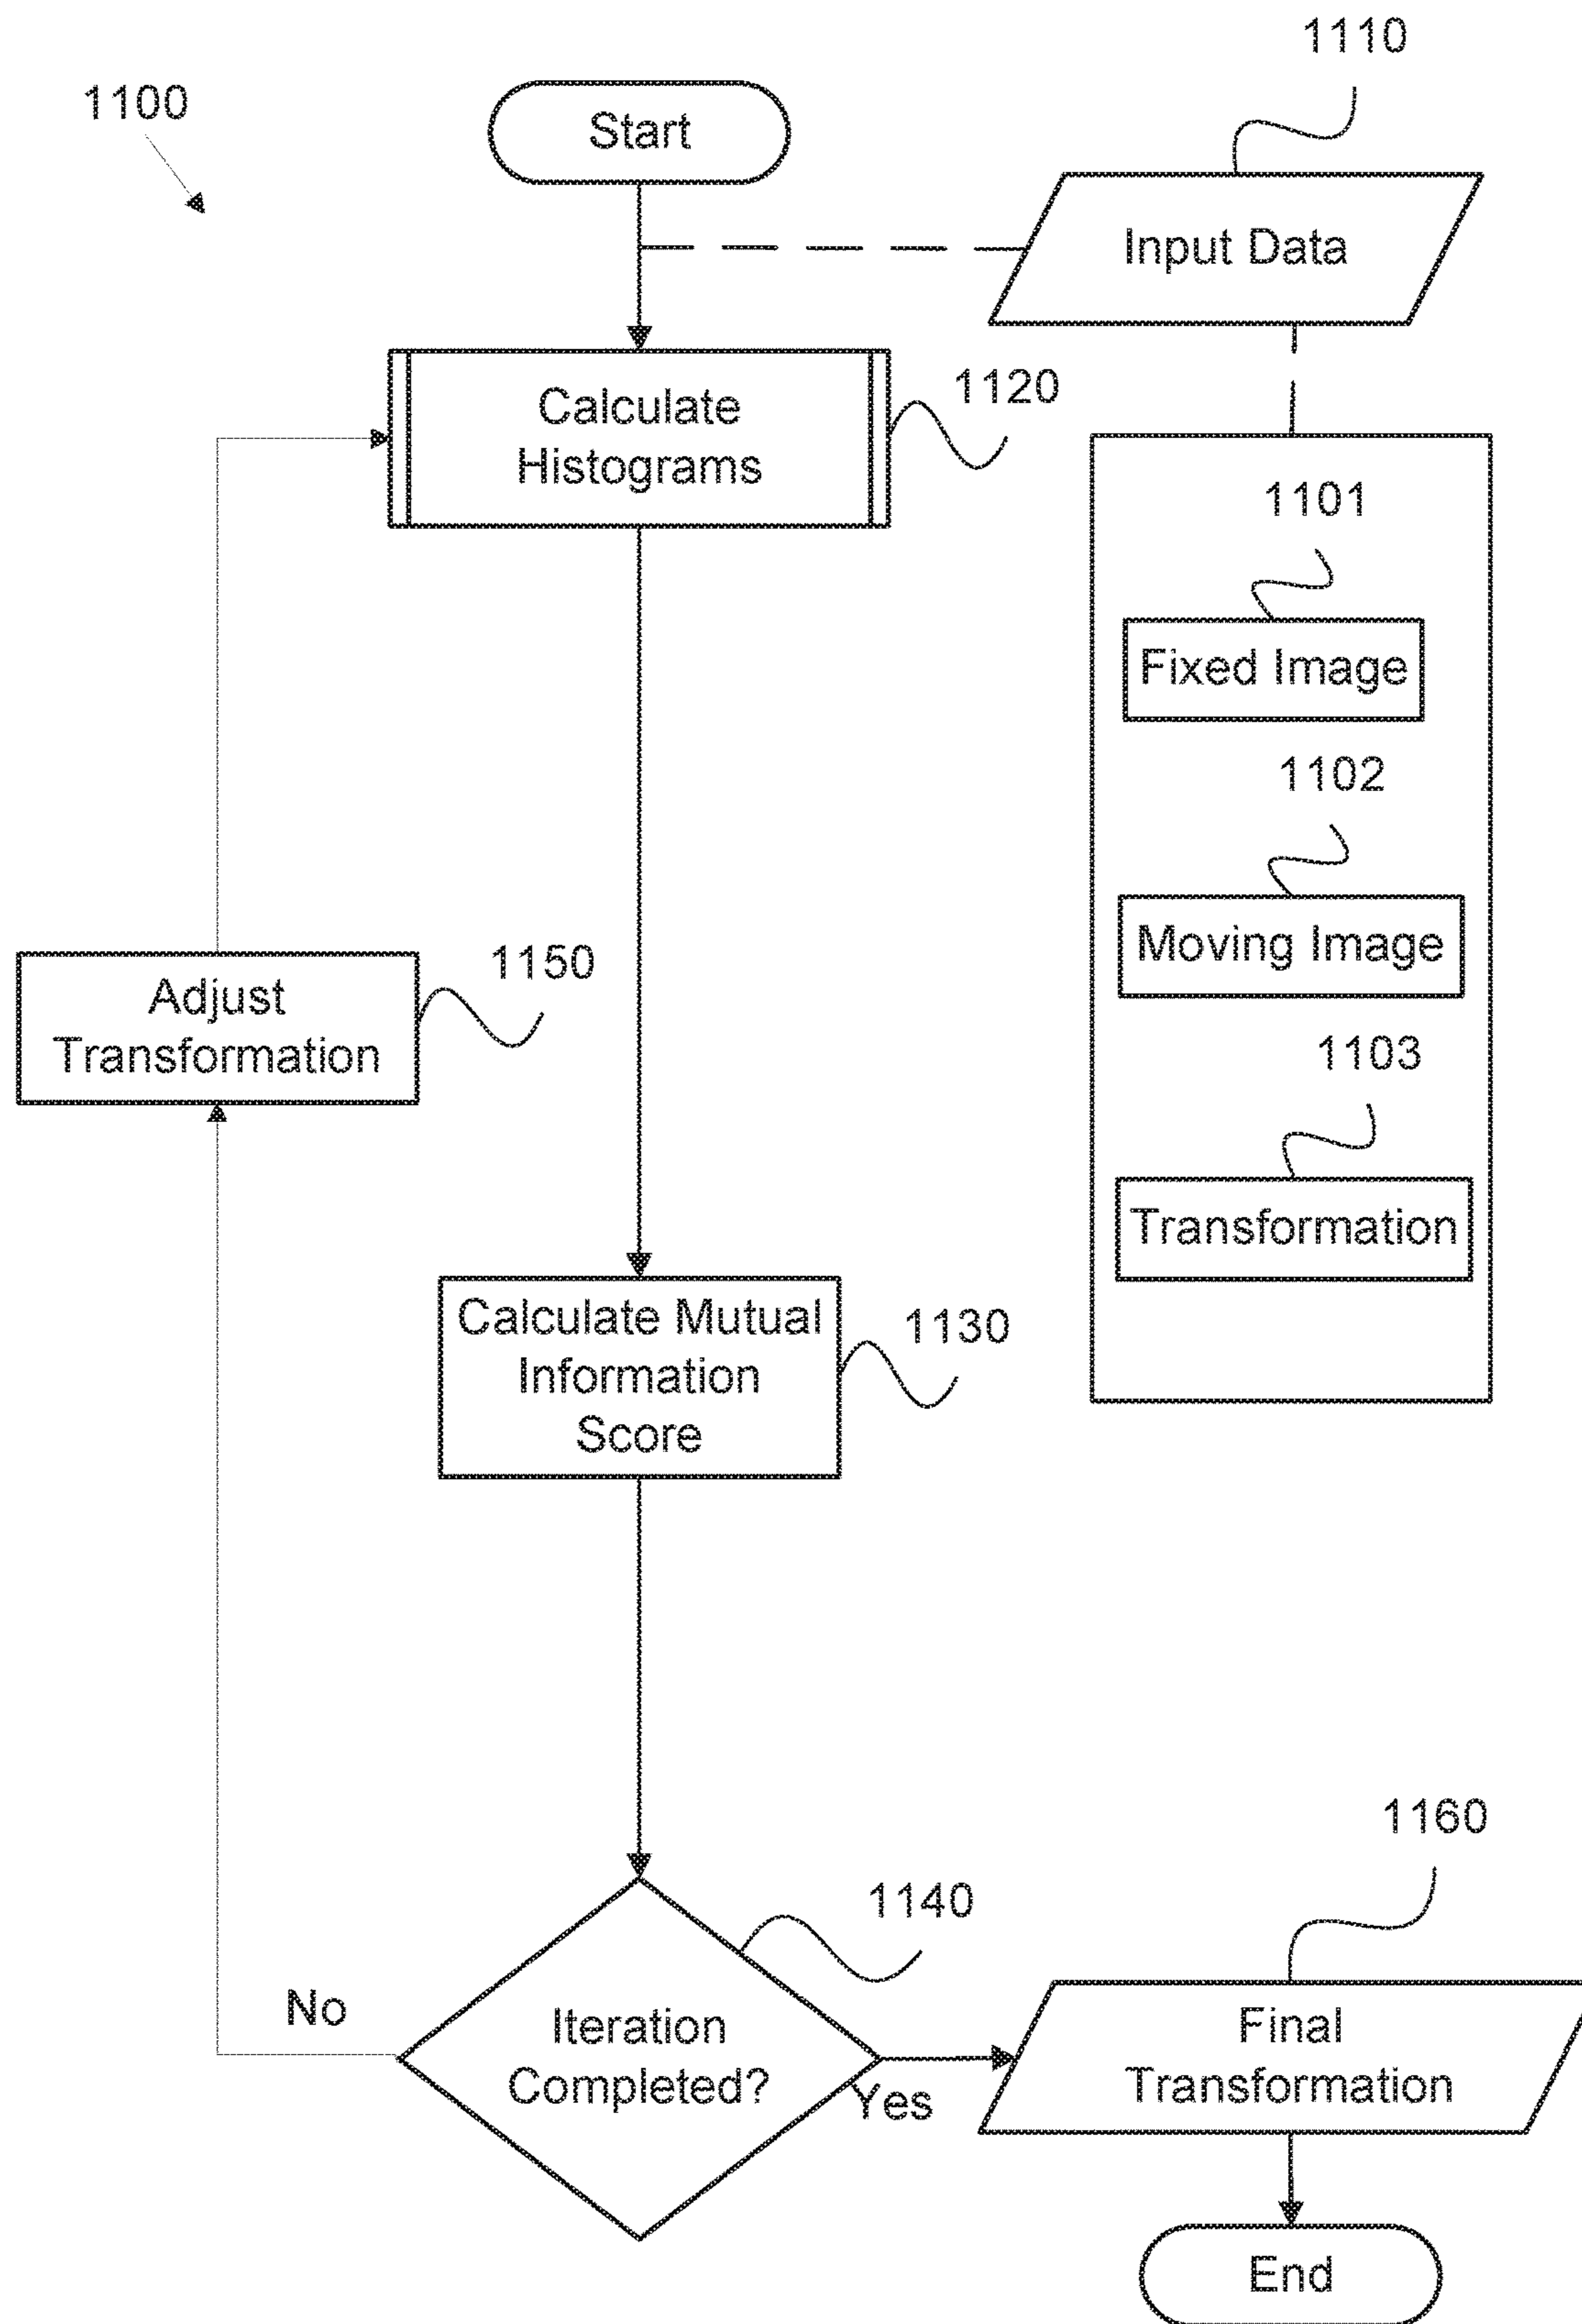 1110
1100
Start
Input Data
Calculate
Histograms
1120
1101
Fixed Image
1102
Moving Image
1150
Adjust
Transformation
1103
Transformation
Calculate Mutual
Information
Score
1130
1160
1140
No
Iteration
Completed?
Yes
Final
Transformation
End